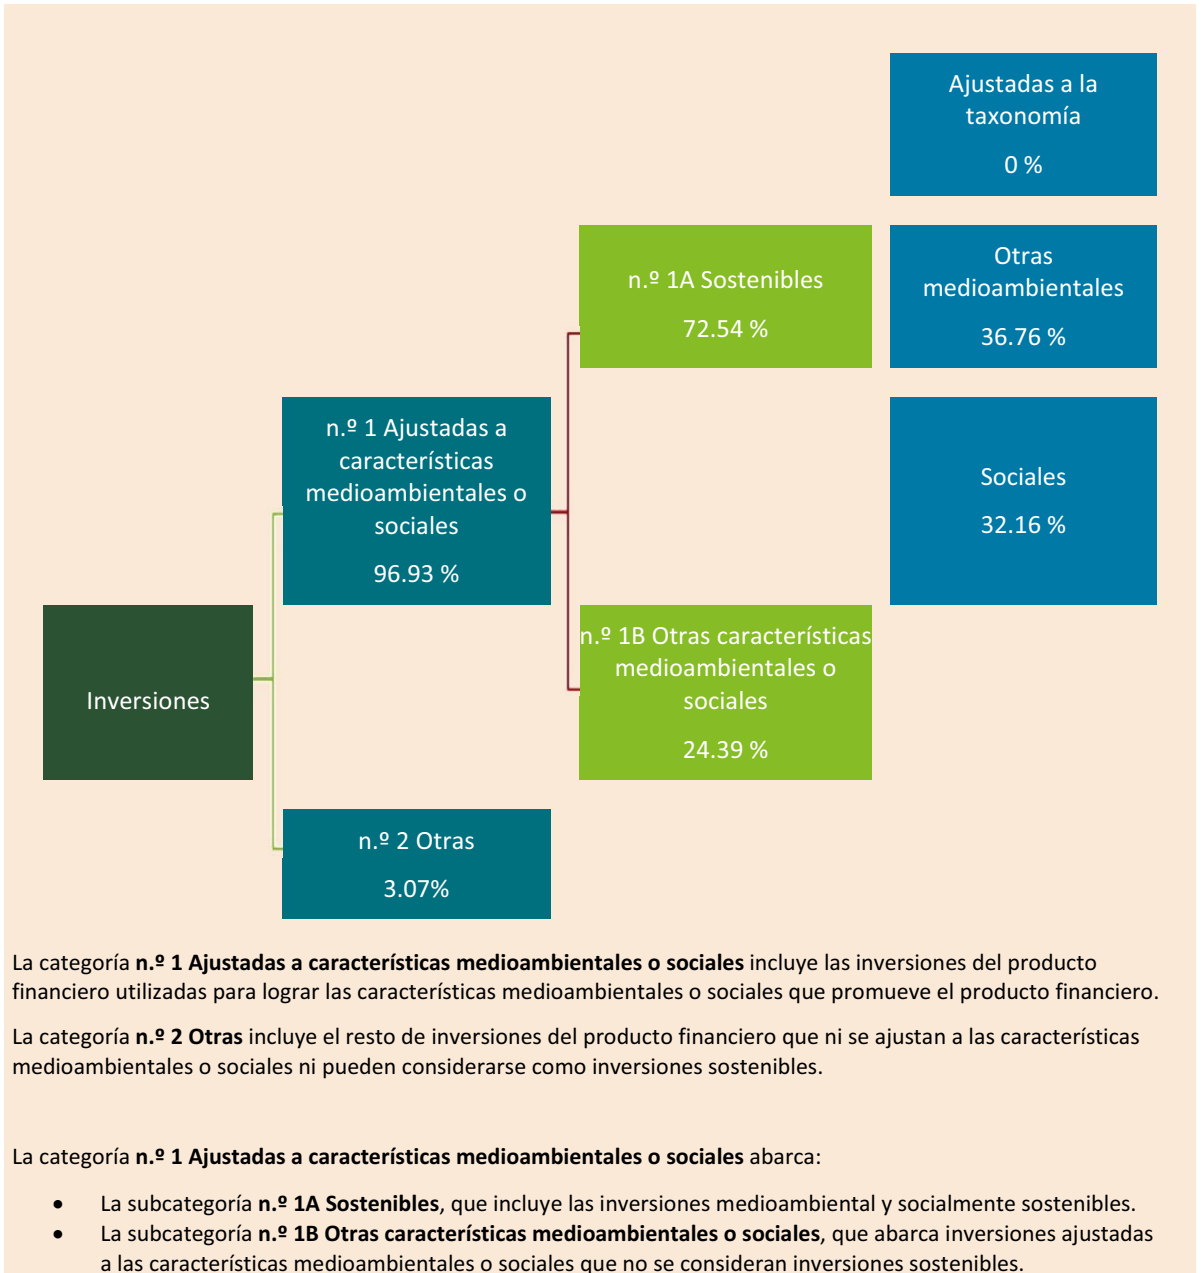 Ajustadas a la
taxonomía
0 %
n.º 1A Sostenibles
72.54 %
Otras
medioambientales
36.76 %
n.º 1 Ajustadas a
características
medioambientales o
sociales
96.93 %
Sociales
32.16 %
Inversiones
n.º 1B Otras características
medioambientales o
sociales
24.39 %
n.º 2 Otras
3.07%
La categoría n.º 1 Ajustadas a características medioambientales o sociales incluye las inversiones del producto
financiero utilizadas para lograr las características medioambientales o sociales que promueve el producto financiero.
La categoría n.º 2 Otras incluye el resto de inversiones del producto financiero que ni se ajustan a las características
medioambientales o sociales ni pueden considerarse como inversiones sostenibles.
La categoría n.º 1 Ajustadas a características medioambientales o sociales abarca:
• La subcategoría n.º 1A Sostenibles, que incluye las inversiones medioambiental y socialmente sostenibles.
• La subcategoría n.º 1B Otras características medioambientales o sociales, que abarca inversiones ajustadas
a las características medioambientales o sociales que no se consideran inversiones sostenibles.